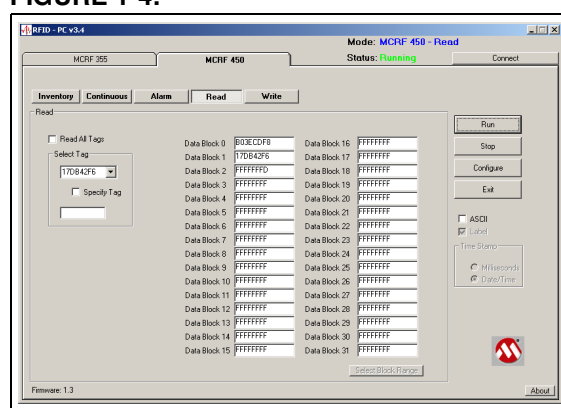 FIGURE 1-4:
RFID - PC v3.4
Mode: MCRF 450 - Read
MCRF 355
MCRF 450
Status: Running
Connect
Inventory
Continuous
Alarm
Read
Write
Read
Run
Read All Tags
Select Tag
17DB42F6
Specify Tag
Stop
Configure
Exit
ASCII
Label
Time Stamp
Milliseconds
Date/Time
Data Block 0 B03ECDF8 Data Block 16 FFFFFFFF
Data Block 1 17DB42F6 Data Block 17 FFFFFFFF
Data Block 2 FFFFFFFD Data Block 18 FFFFFFFF
Data Block 3 FFFFFFFF Data Block 19 FFFFFFFF
Data Block 4 FFFFFFFF Data Block 20 FFFFFFFF
Data Block 5 FFFFFFFF Data Block 21 FFFFFFFF
Data Block 6 FFFFFFFF Data Block 22 FFFFFFFF
Data Block 7 FFFFFFFF Data Block 23 FFFFFFFF
Data Block 8 FFFFFFFF Data Block 24 FFFFFFFF
Data Block 9 FFFFFFFF Data Block 25 FFFFFFFF
Data Block 10 FFFFFFFF Data Block 26 FFFFFFFF
Data Block 11 FFFFFFFF Data Block 27 FFFFFFFF
Data Block 12 FFFFFFFF Data Block 28 FFFFFFFF
Data Block 13 FFFFFFFF Data Block 29 FFFFFFFF
Data Block 14 FFFFFFFF Data Block 30 FFFFFFFF
Data Block 15 FFFFFFFF Data Block 31 FFFFFFFF
Select Block Range
Firmware: 1.3
About